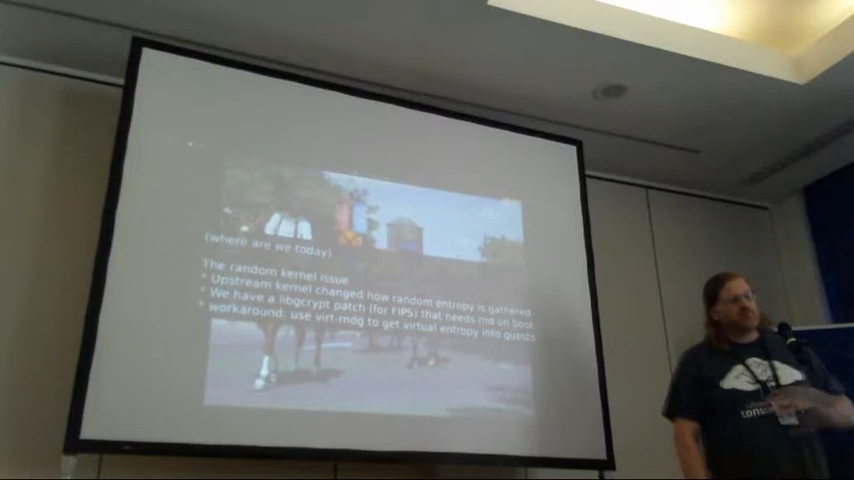 (where are we today)
The random kernel issue
* Upstream kernel changed how random entropy is gathered
* We have a libgcrypt patch (for FIPS) that needs rnd on boot
* workaround: use virt-rndg to get virtual entropy into guests